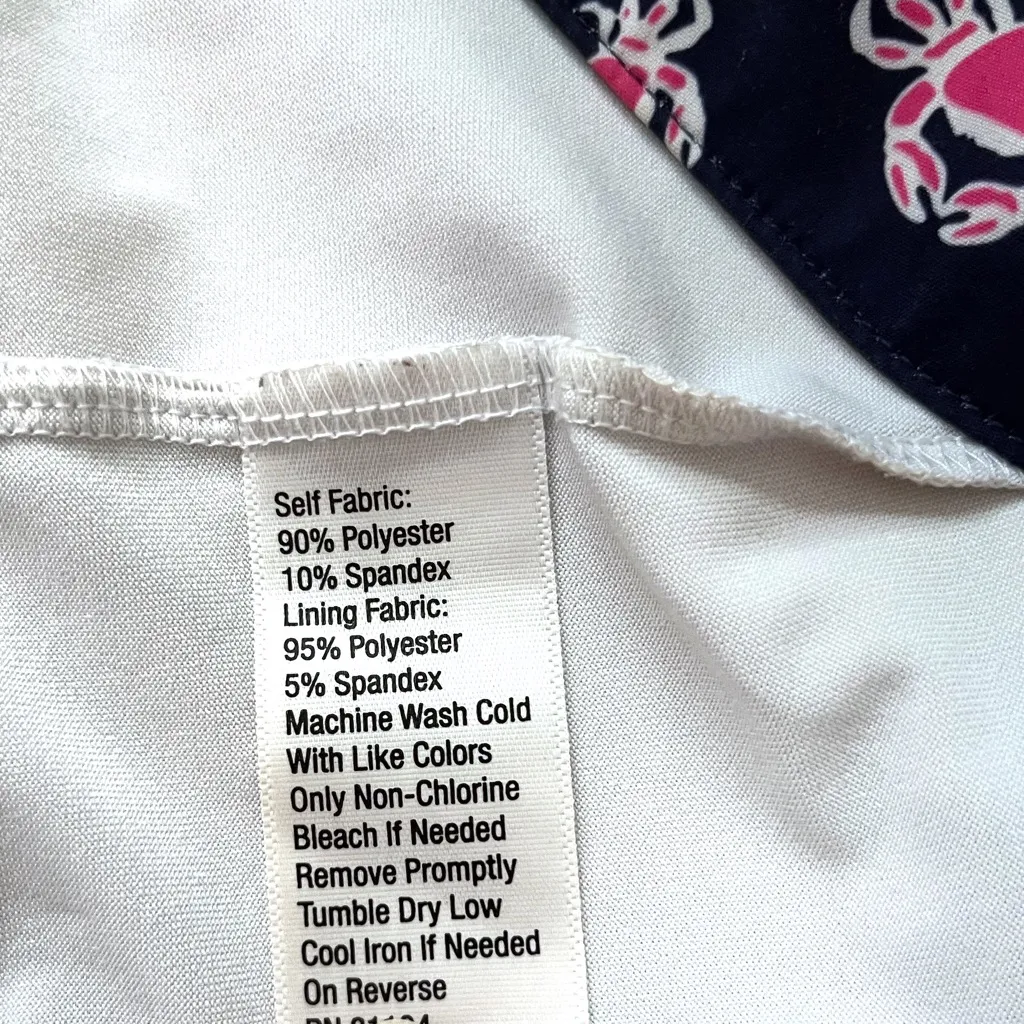 Self Fabric:
90% Polyester
10% Spandex
Lining Fabric:
95% Polyester
5% Spandex
Machine Wash Cold
With Like Colors
Only Non-Chlorine
Bleach If Needed
Remove Promptly
Tumble Dry Low
Cool Iron If Needed
On Reverse